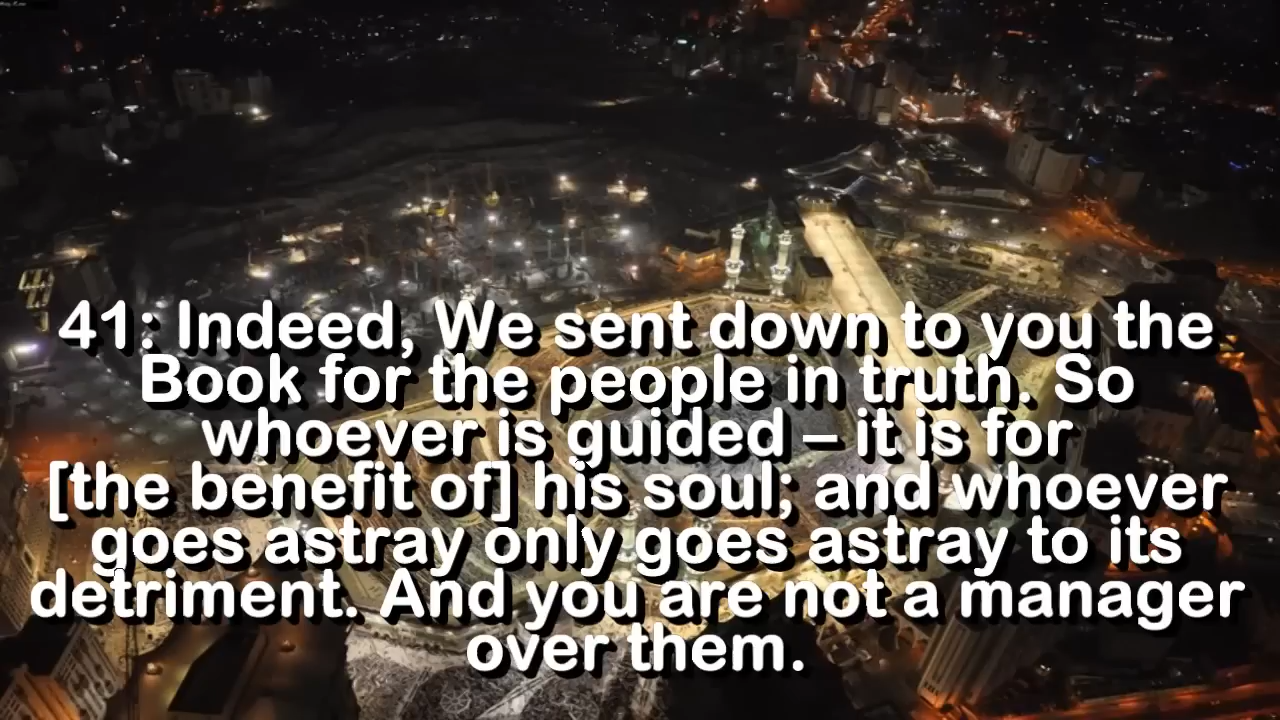 41: Indeed, We sent down to you the
Book for the people in truth. So
whoever is guided – it is for
[the benefit of] his soul; and whoever
goes astray only goes astray to its
detriment. And you are not a manager
over them.